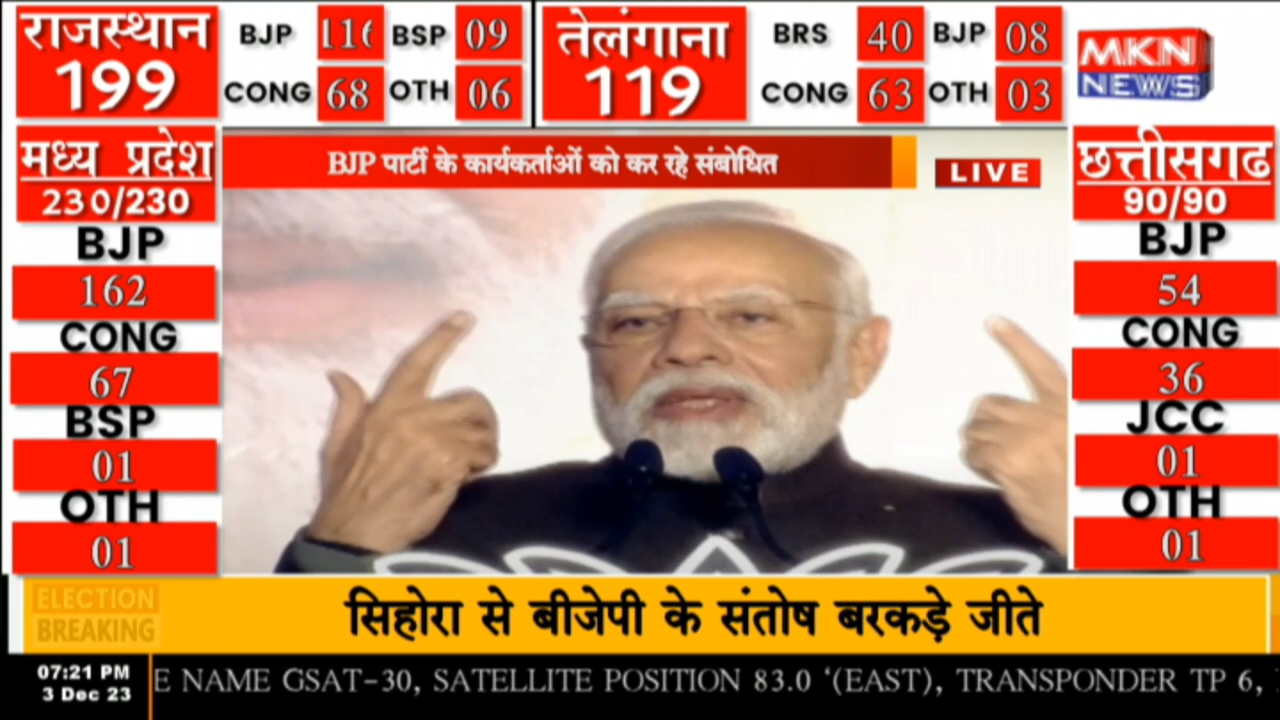 राजस्थान
199
BJP 116 BSP 09
CONG 68 OTH 06
तेलंगाना
119
BRS 40 BJP 08
CONG 63 OTH 03
MKN
NEWS
मध्य प्रदेश
230/230
BJP
162
CONG
67
BSP
01
OTH
01
BJP पार्टी के कार्यकर्ताओं को कर रहे संबोधित
LIVE
छत्तीसगढ
90/90
BJP
54
CONG
36
JCC
01
OTH
01
ELECTION
BREAKING
सिहोरा से बीजेपी के संतोष बरकड़े जीते
07:21 PM
3 Dec 23
E NAME GSAT-30, SATELLITE POSITION 83.0 ‘(EAST), TRANSPONDER TP 6,